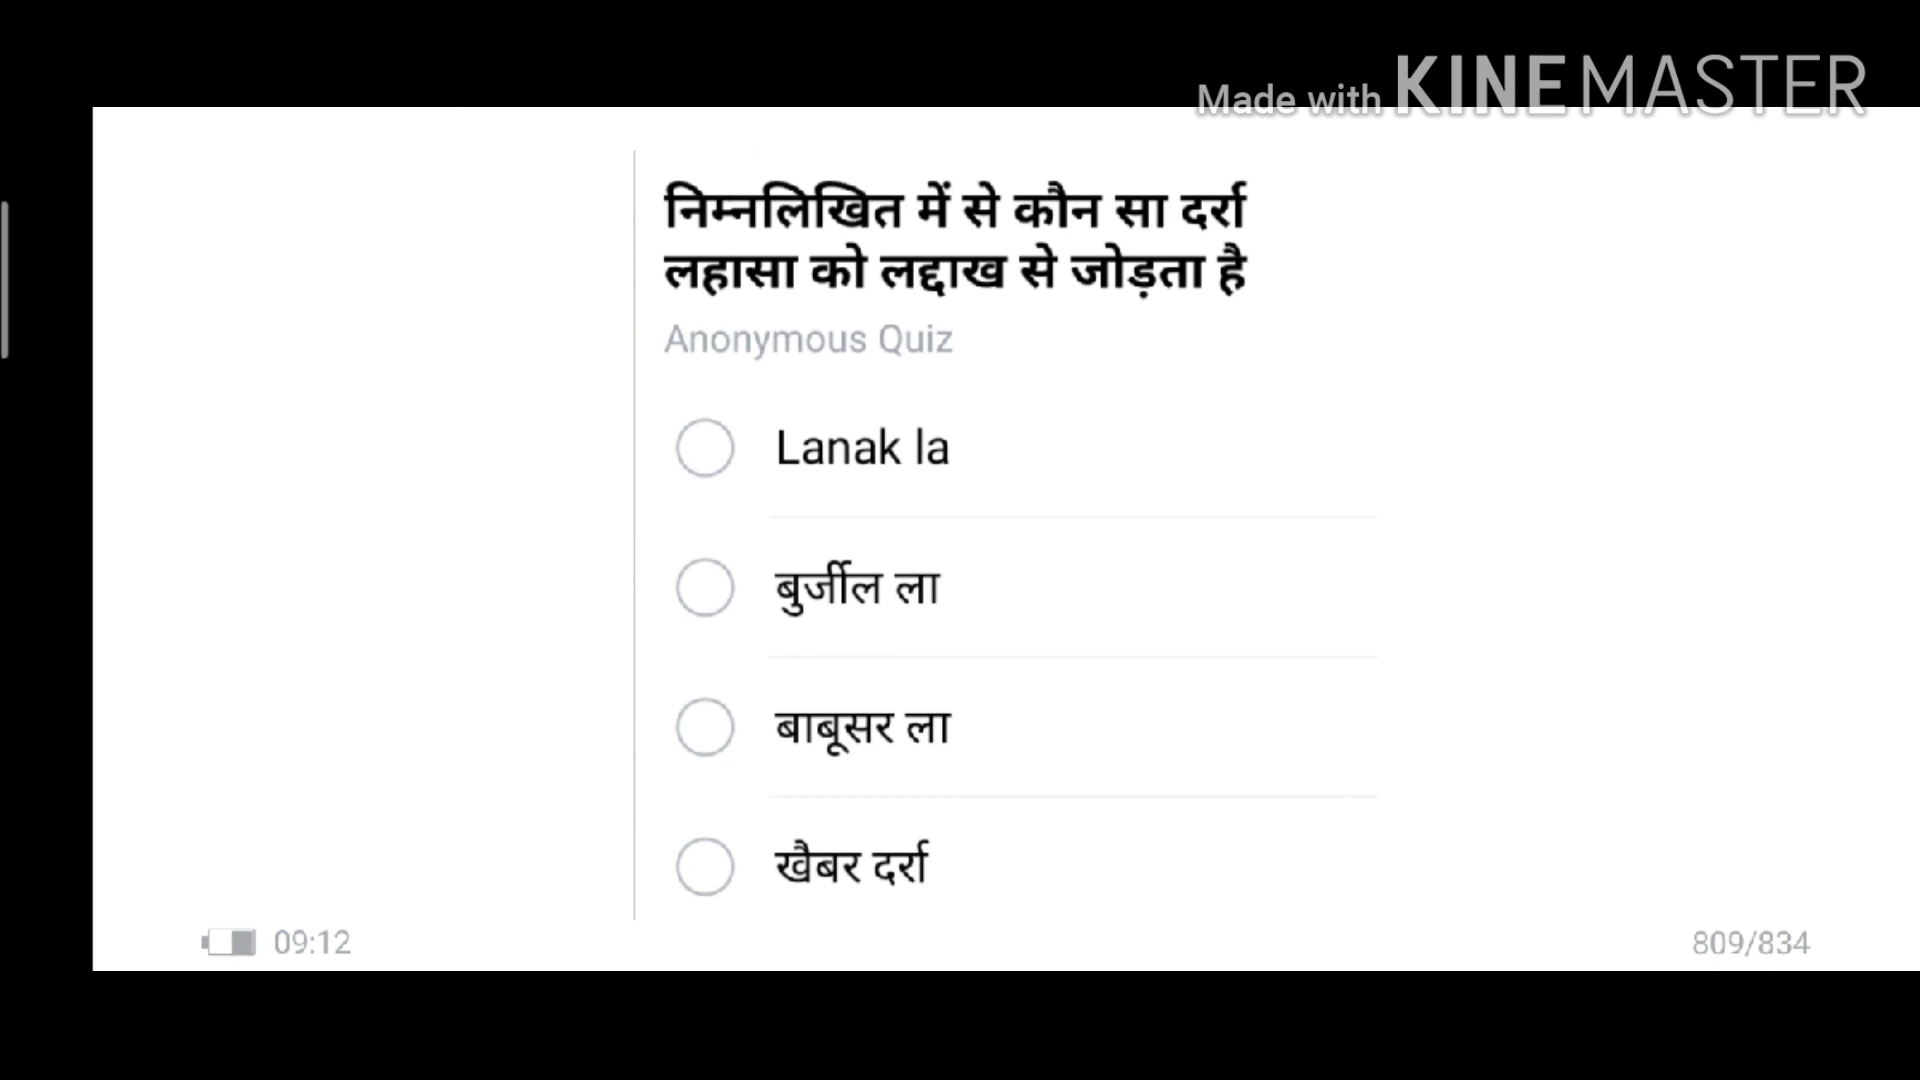 Made with KINEMASTER
निम्नलिखित में से कौन सा दर्रा
लहासा को लद्दाख से जोड़ता है
Anonymous Quiz
Lanak la
बुर्जील ला
बाबूसर ला
खैबर दर्रा
09:12
809/834